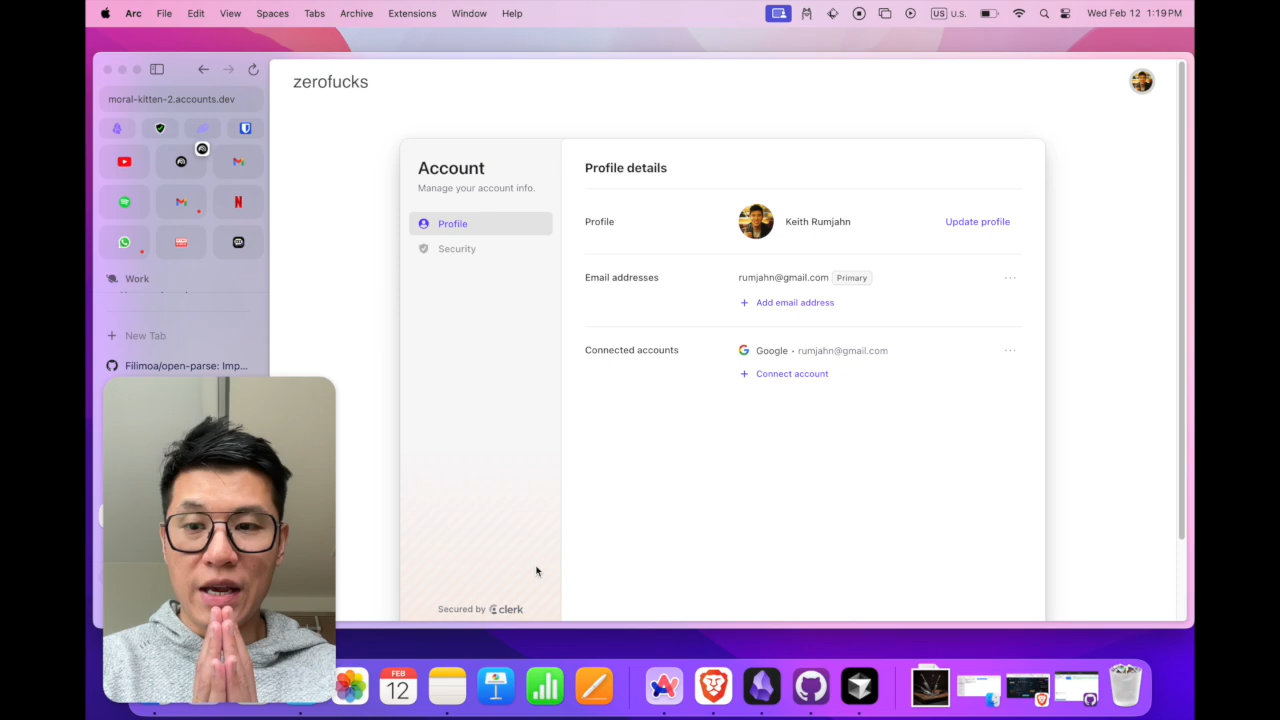 Arc File Edit View Spaces Tabs Archive Extensions Window Help US U.S. Wed Feb 12 1:19 PM
moral-kitten-2.accounts.dev
Work
New Tab
Filimoa/open-parse: Imp...
zerofucks
Account
Manage your account info.
Profile
Security
Secured by clerk
Profile details
Profile Keith Rumjahn Update profile
Email addresses rumjahn@gmail.com Primary
+ Add email address
Connected accounts Google • rumjahn@gmail.com
+ Connect account
FEB
12